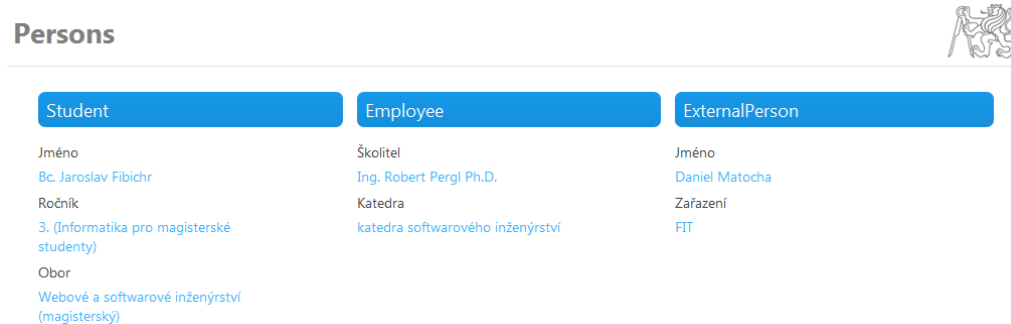 Persons
Student
Jméno
Bc. Jaroslav Fibichr
Ročník
3. (Informatika pro magisterské
studenty)
Obor
Webové a softwarové inženýrství
(magisterský)
Employee
Školitel
Ing. Robert Pergl Ph.D.
Katedra
katedra softwarového inženýrství
ExternalPerson
Jméno
Daniel Matocha
Zařazení
FIT